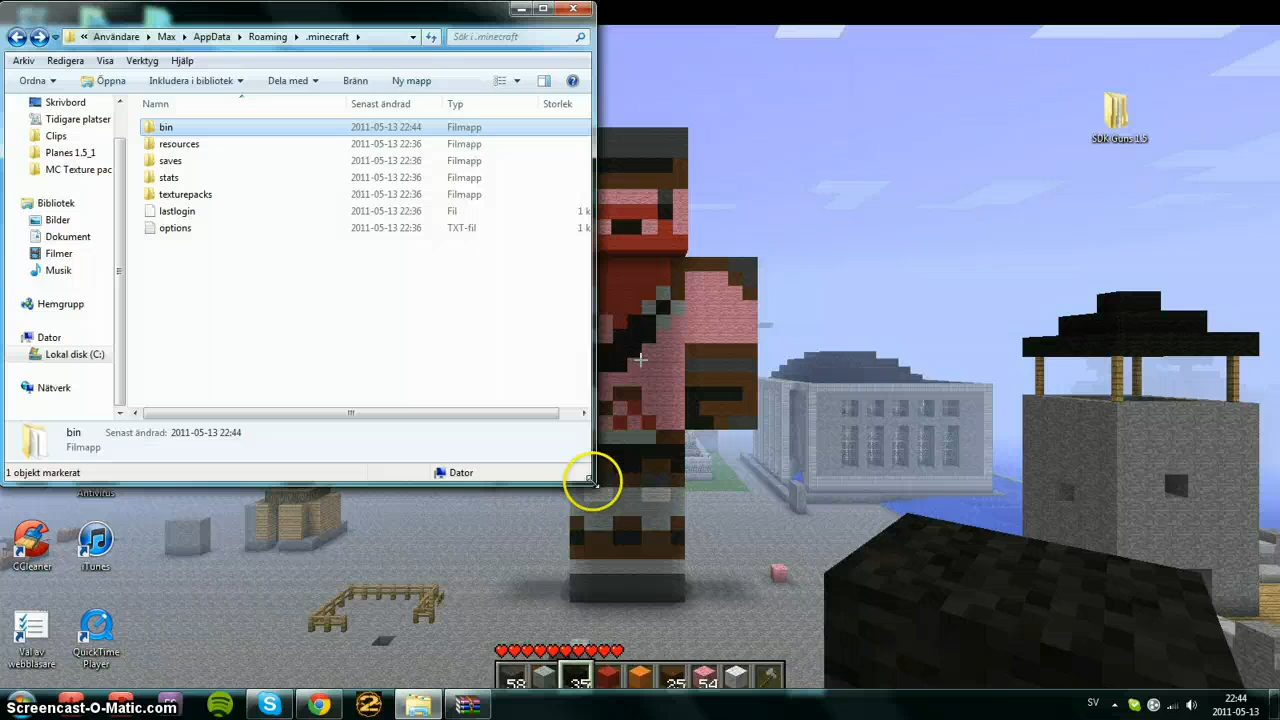 « Användare ▸ Max ▸ AppData ▸ Roaming ▸ .minecraft ▸
Sök i .minecraft
Arkiv Redigera Visa Verktyg Hjälp
Ordna Öppna Inkludera i bibliotek Dela med Bränn Ny mapp
Namn Senast ändrad Typ Storlek
Skrivbord
Tidigare platser
Clips
Planes 1.5_1
MC Texture pac
Bibliotek
Bilder
Dokument
Filmer
Musik
Hemgrupp
Dator
Lokal disk (C:)
Nätverk
bin 2011-05-13 22:44 Filmapp
resources 2011-05-13 22:36 Filmapp
saves 2011-05-13 22:36 Filmapp
stats 2011-05-13 22:36 Filmapp
texturepacks 2011-05-13 22:36 Filmapp
lastlogin 2011-05-13 22:36 Fil 1 k
options 2011-05-13 22:36 TXT-fil 1 k
bin Senast ändrad: 2011-05-13 22:44
Filmapp
1 objekt markerat Dator
SDK Guns 1.5
Antivirus
CCleaner
iTunes
Val av
webbläsare
QuickTime
Player
58 35 25 54
Screencast-O-Matic.com
SV
22:44
2011-05-13